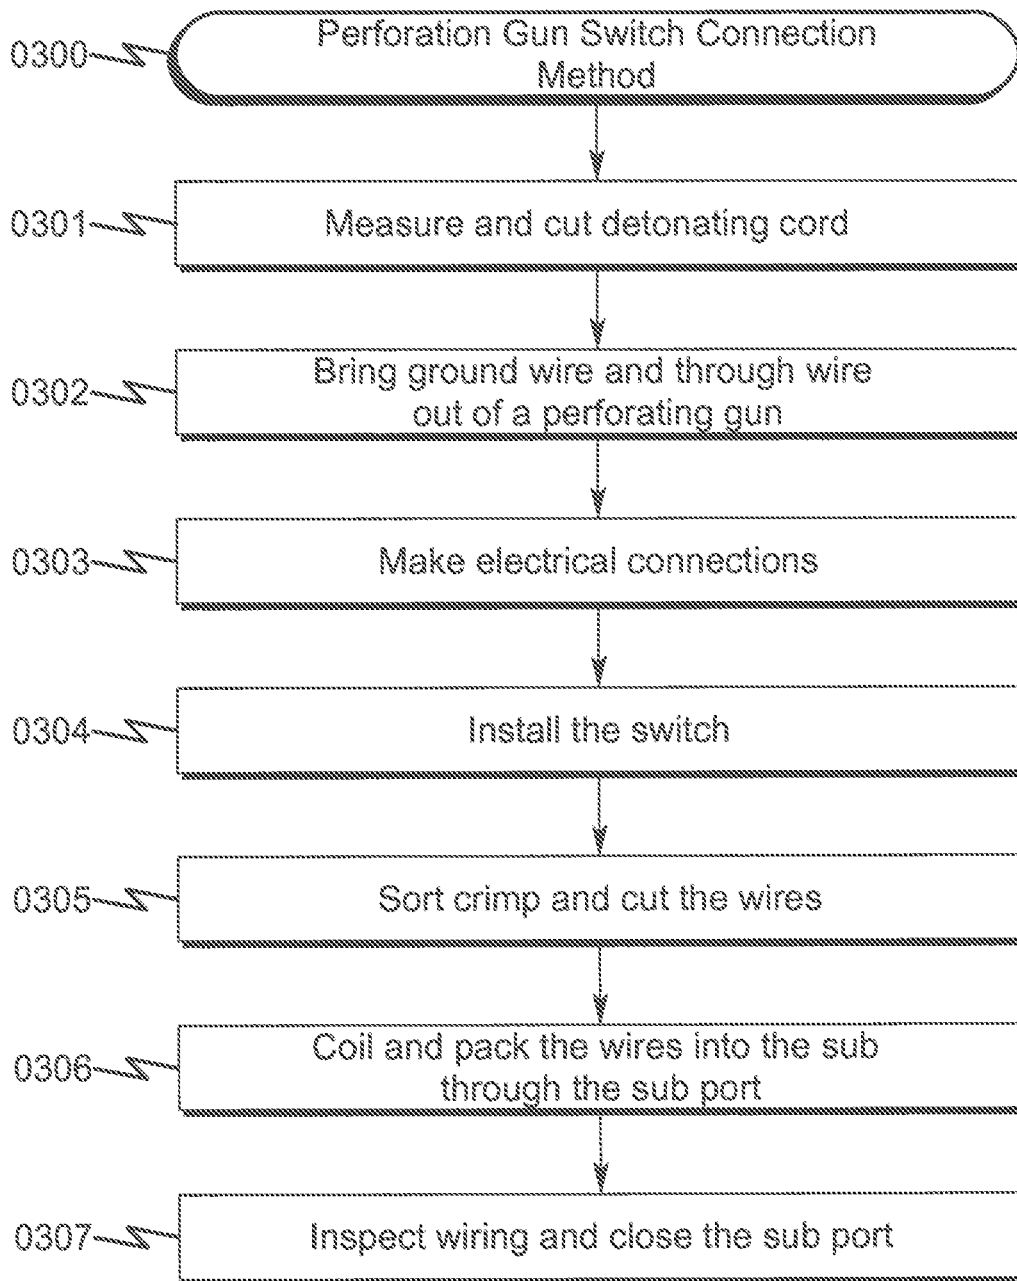 0300
Perforation Gun Switch Connection
Method
0301
Measure and cut detonating cord
0302
Bring ground wire and through wire
out of a perforating gun
0303
Make electrical connections
0304
Install the switch
0305
Sort crimp and cut the wires
0306
Coil and pack the wires into the sub
through the sub port
0307
Inspect wiring and close the sub port